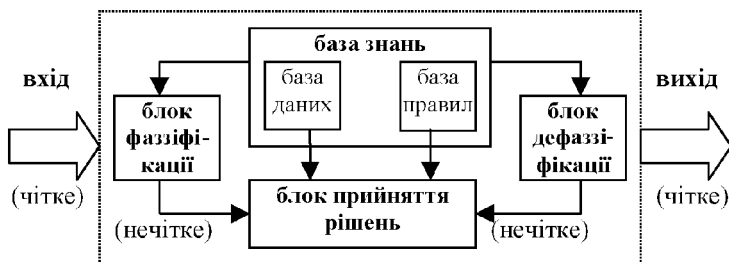 база знань
вхід
база
даних
база
правил
вихід
блок
фаззіфі-
кації
блок
дефаззі-
фікації
(чітке)
блок прийняття
рішень
(чітке)
(нечітке)
(нечітке)